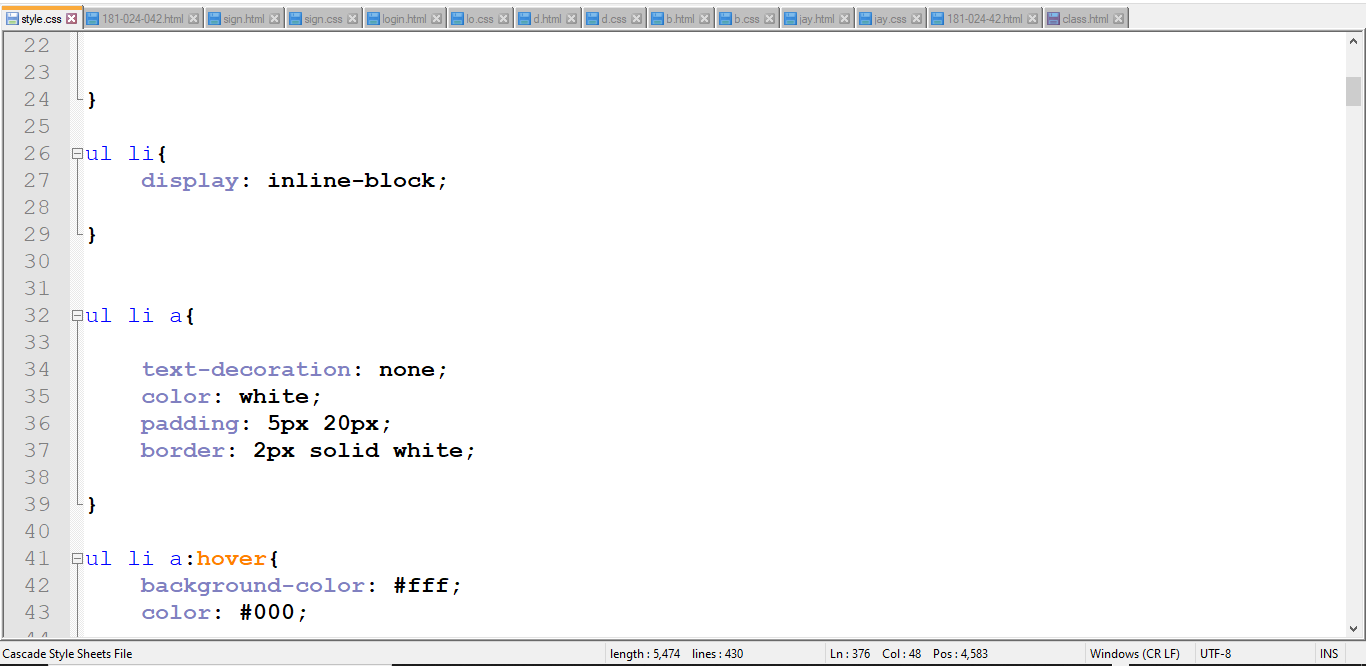 style.css 181-024-042.html sign.html sign.css login.html lo.css d.html d.css b.html b.css jay.html jay.css 181-024-42.html class.html
22
23
24 }
25
26 ul li{
27 display: inline-block;
28
29 }
30
31
32 ul li a{
33
34 text-decoration: none;
35 color: white;
36 padding: 5px 20px;
37 border: 2px solid white;
38
39 }
40
41 ul li a:hover{
42 background-color: #fff;
43 color: #000;
44
Cascade Style Sheets File length : 5,474 lines : 430 Ln : 376 Col : 48 Pos : 4,583 Windows (CR LF) UTF-8 INS